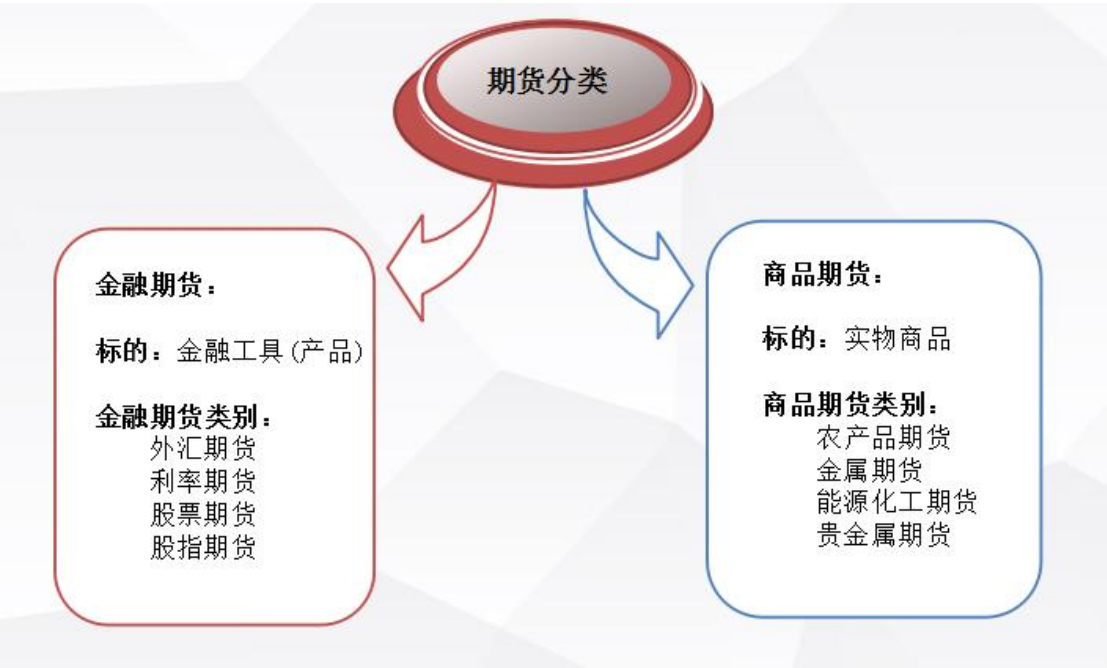 期货分类
金融期货：
标的：金融工具(产品)
金融期货类别：
外汇期货
利率期货
股票期货
股指期货
商品期货：
标的：实物商品
商品期货类别：
农产品期货
金属期货
能源化工期货
贵金属期货